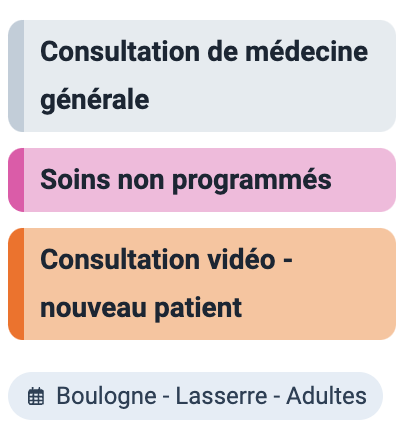 Consultation de médecine
générale
Soins non programmés
Consultation vidéo -
nouveau patient
Boulogne - Lasserre - Adultes